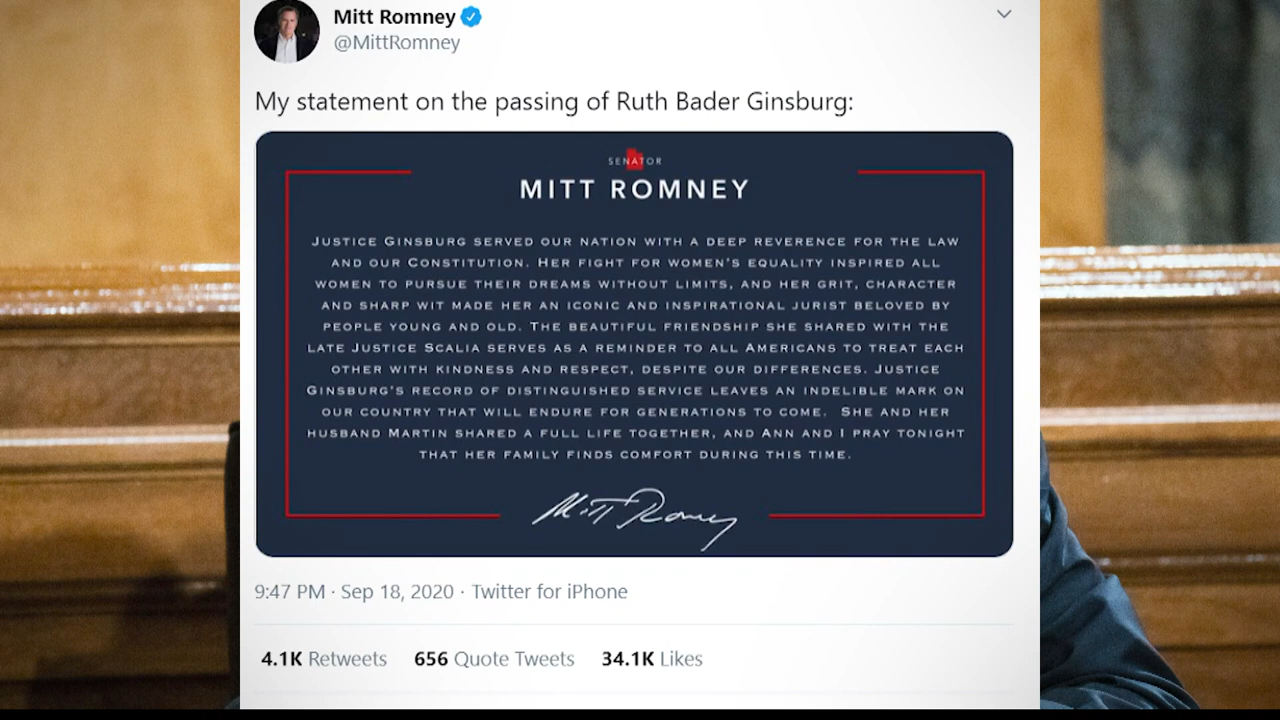 Mitt Romney
@MittRomney
My statement on the passing of Ruth Bader Ginsburg:
SENATOR
MITT ROMNEY
JUSTICE GINSBURG SERVED OUR NATION WITH A DEEP REVERENCE FOR THE LAW
AND OUR CONSTITUTION. HER FIGHT FOR WOMEN'S EQUALITY INSPIRED ALL
WOMEN TO PURSUE THEIR DREAMS WITHOUT LIMITS, AND HER GRIT, CHARACTER
AND SHARP WIT MADE HER AN ICONIC AND INSPIRATIONAL JURIST BELOVED BY
PEOPLE YOUNG AND OLD. THE BEAUTIFUL FRIENDSHIP SHE SHARED WITH THE
LATE JUSTICE SCALIA SERVES AS A REMINDER TO ALL AMERICANS TO TREAT EACH
OTHER WITH KINDNESS AND RESPECT, DESPITE OUR DIFFERENCES. JUSTICE
GINSBURG'S RECORD OF DISTINGUISHED SERVICE LEAVES AN INDELIBLE MARK ON
OUR COUNTRY THAT WILL ENDURE FOR GENERATIONS TO COME. SHE AND HER
HUSBAND MARTIN SHARED A FULL LIFE TOGETHER, AND ANN AND I PRAY TONIGHT
THAT HER FAMILY FINDS COMFORT DURING THIS TIME.
Mitt Romney
9:47 PM · Sep 18, 2020 · Twitter for iPhone
4.1K Retweets 656 Quote Tweets 34.1K Likes